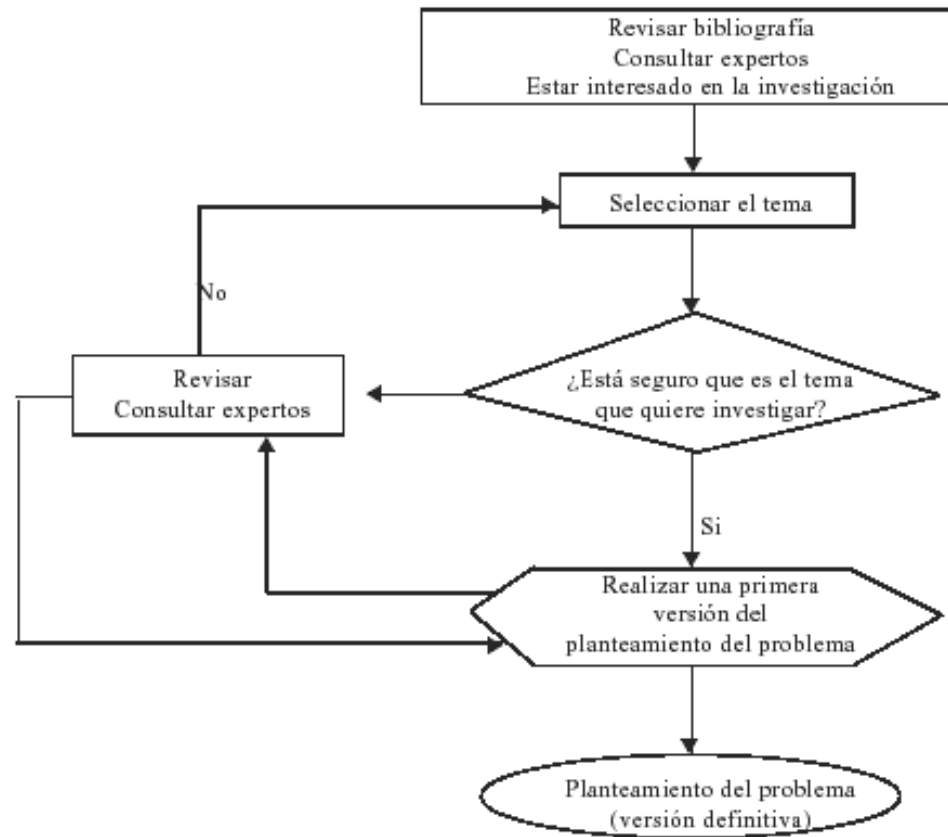 Revisar bibliografía
Consultar expertos
Estar interesado en la investigación
Seleccionar el tema
No
Revisar
Consultar expertos
¿Está seguro que es el tema
que quiere investigar?
Si
Realizar una primera
versión del
planteamiento del problema
Planteamiento del problema
(versión definitiva)